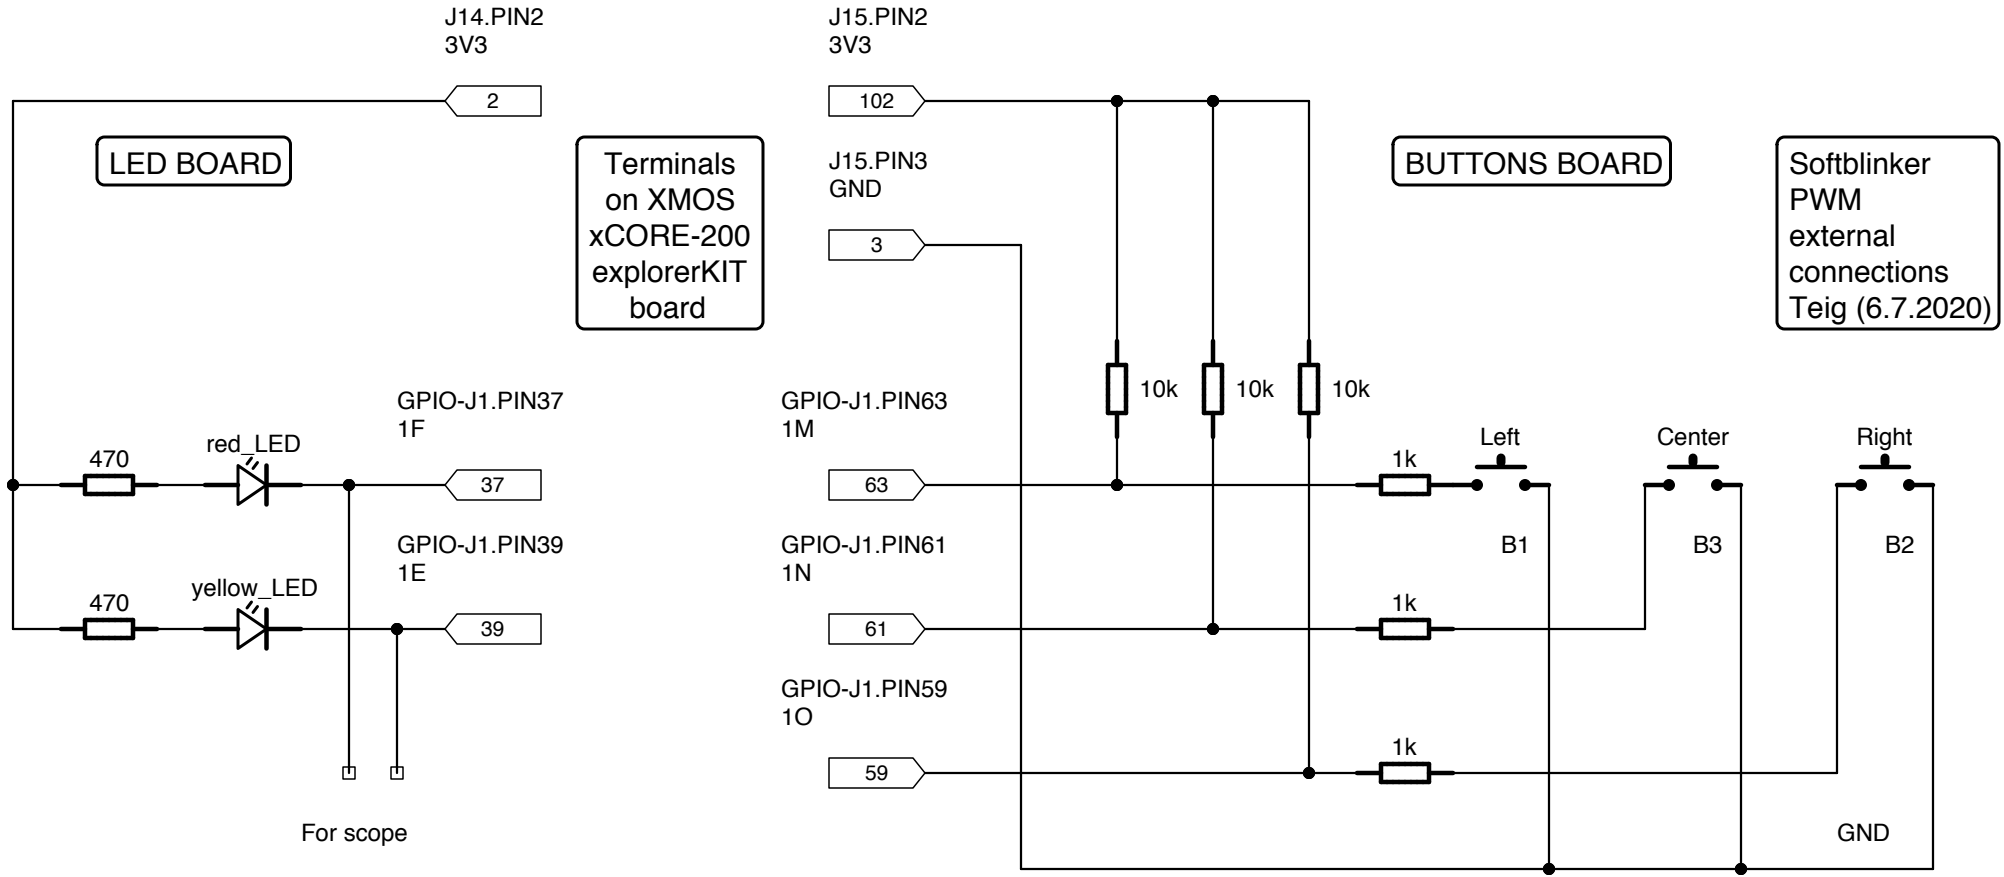 J14.PIN2
3V3
2
LED BOARD
Terminals
on XMOS
xCORE-200
explorerKIT
board
J15.PIN2
3V3
102
J15.PIN3
GND
3
BUTTONS BOARD
Softblinker
PWM
external
connections
Teig (6.7.2020)
10k
10k
10k
GPIO-J1.PIN37
1F
470
red_LED
37
GPIO-J1.PIN39
1E
470
yellow_LED
39
For scope
GPIO-J1.PIN63
1M
63
1k
Left
Center
Right
B1
B3
B2
GPIO-J1.PIN61
1N
61
1k
GPIO-J1.PIN59
1O
59
1k
GND